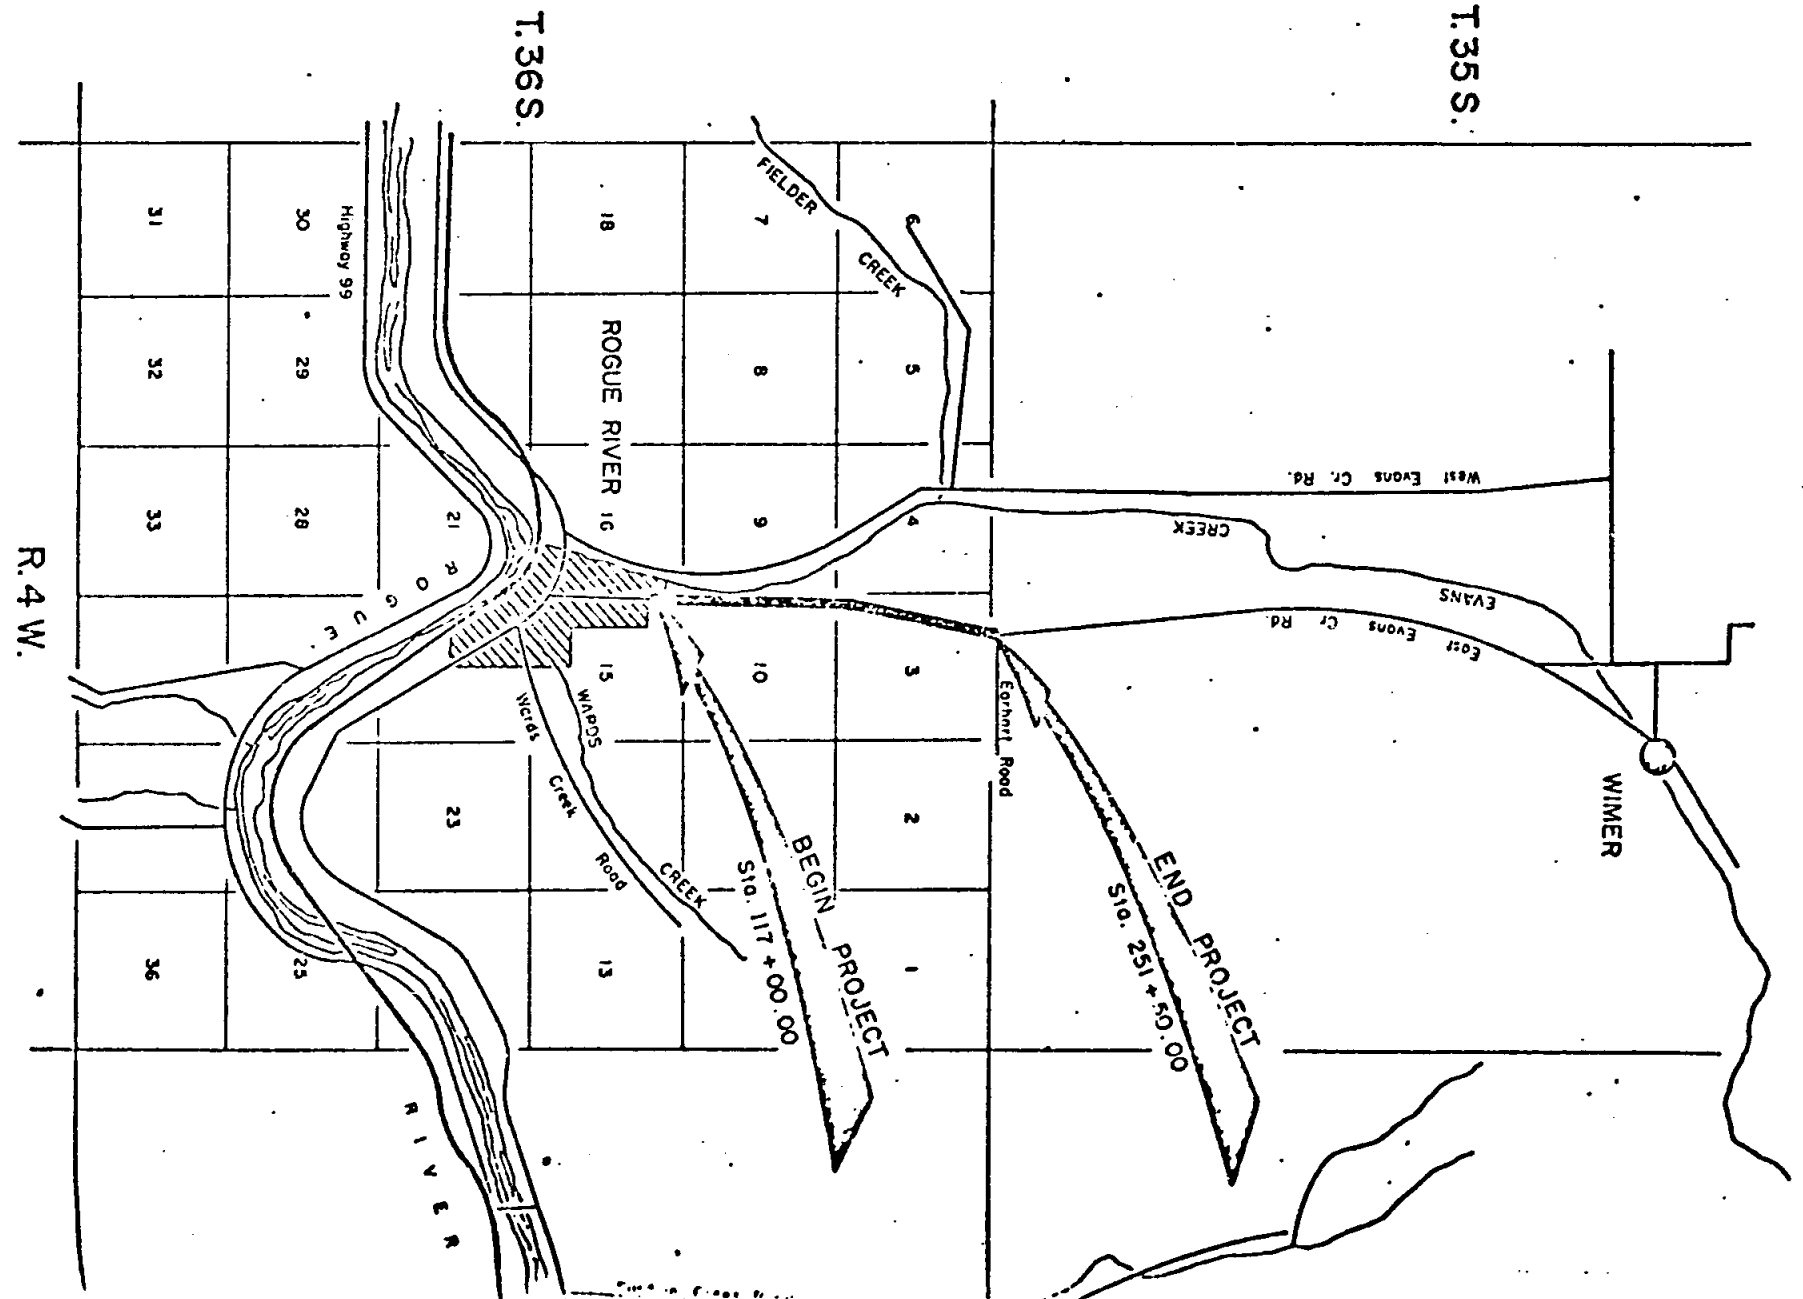 T.36S.
T.35S.
R.4W.
31
30
18
7
6
32
29
8
5
33
28
21
16
9
4
15
10
3
23
2
36
25
13
1
Highway 99
ROGUE RIVER
FIELDER
CREEK
West Evans Cr. Rd.
CREEK
EVANS
East Evans Cr. Rd.
WIMER
Earhart Road
WARDS
CREEK
Wards Creek Road
ROGUE
RIVER
BEGIN PROJECT
Sta. 117+00.00
END PROJECT
Sta. 251+50.00